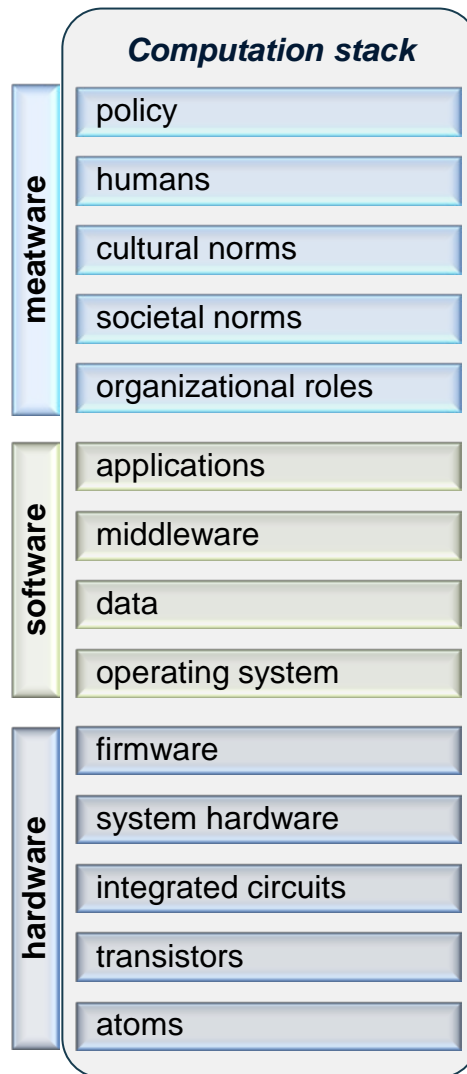 Computation stack
meatware
policy
humans
cultural norms
societal norms
organizational roles
software
applications
middleware
data
operating system
hardware
firmware
system hardware
integrated circuits
transistors
atoms